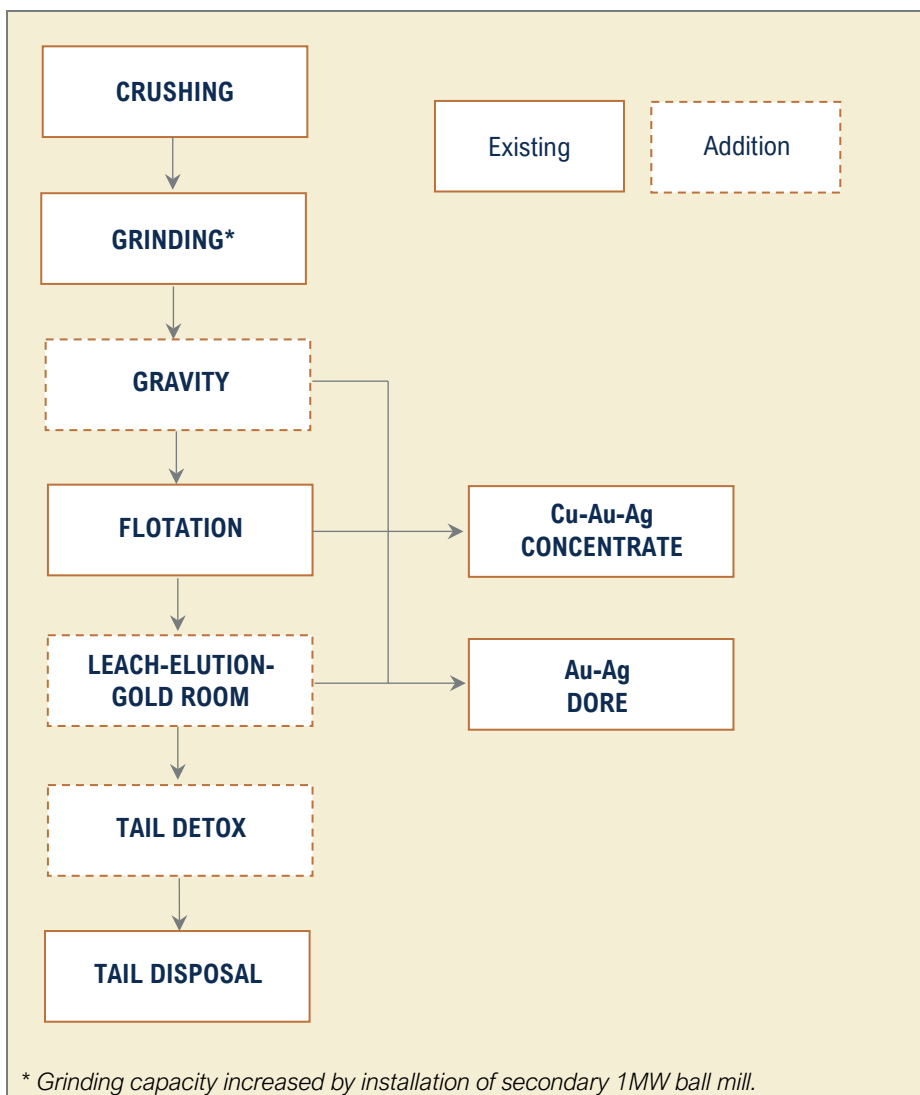 CRUSHING
Existing
Addition
GRINDING*
GRAVITY
FLOTATION
Cu-Au-Ag
CONCENTRATE
LEACH-ELUTION-
GOLD ROOM
Au-Ag
DORE
TAIL DETOX
TAIL DISPOSAL
* Grinding capacity increased by installation of secondary 1MW ball mill.